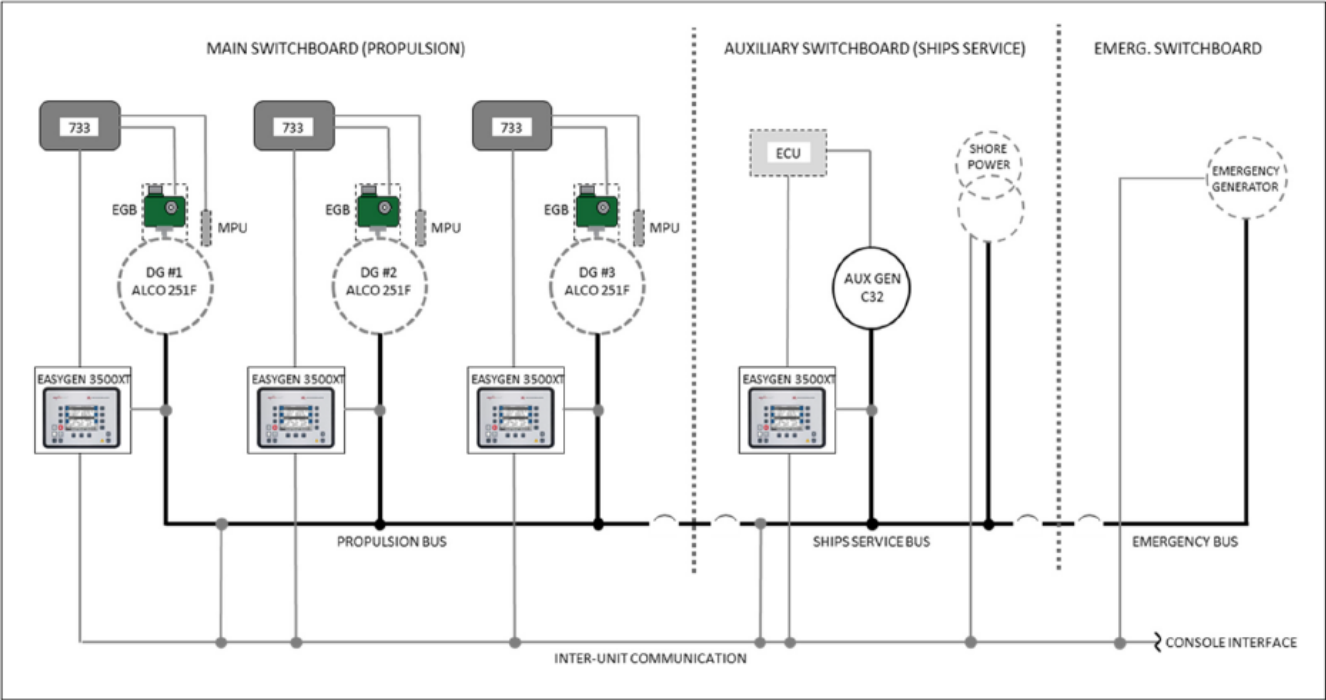 MAIN SWITCHBOARD (PROPULSION)
AUXILIARY SWITCHBOARD (SHIPS SERVICE)
EMERG. SWITCHBOARD
733
733
733
ECU
SHORE
POWER
EMERGENCY
GENERATOR
EGB
MPU
EGB
MPU
EGB
MPU
DG #1
ALCO 251F
DG #2
ALCO 251F
DG #3
ALCO 251F
AUX GEN
C32
EASYGEN 3500XT
EASYGEN 3500XT
EASYGEN 3500XT
EASYGEN 3500XT
PROPULSION BUS
SHIPS SERVICE BUS
EMERGENCY BUS
CONSOLE INTERFACE
INTER-UNIT COMMUNICATION